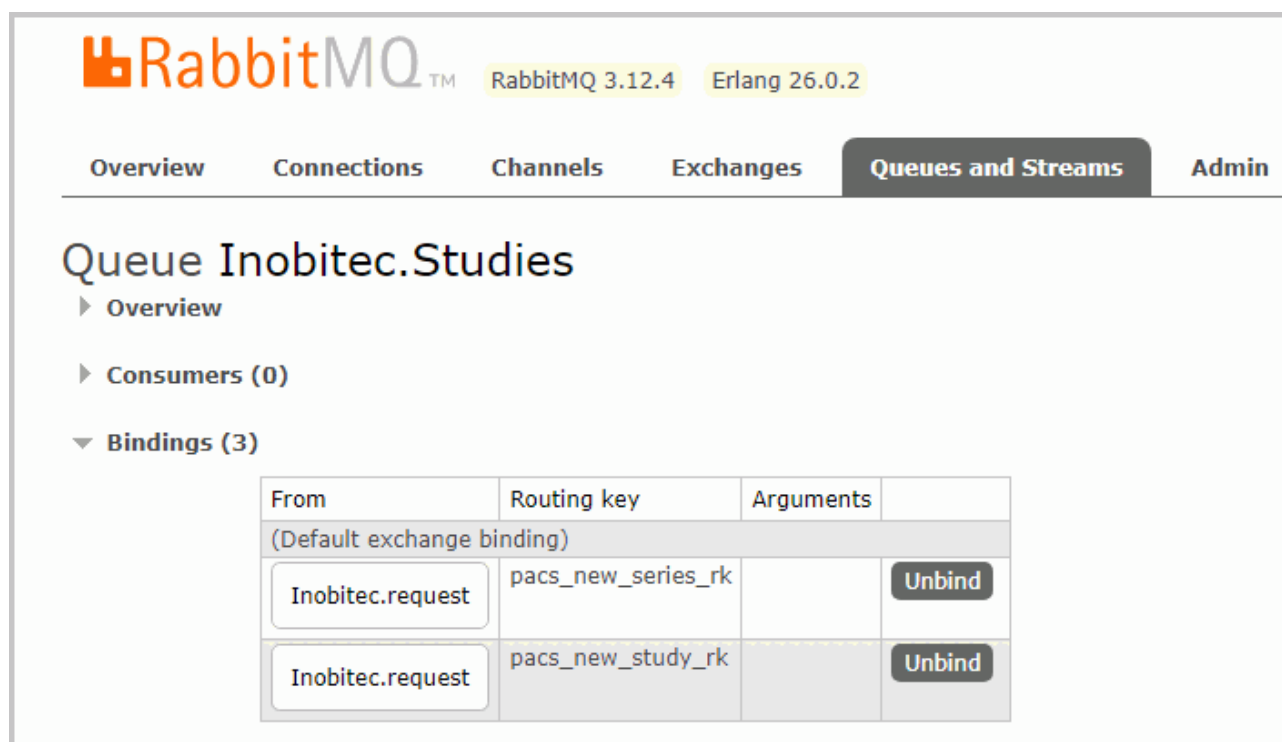 RabbitMQ TM RabbitMQ 3.12.4 Erlang 26.0.2
Overview Connections Channels Exchanges Queues and Streams Admin
Queue Inobitec.Studies
Overview
Consumers (0)
Bindings (3)
From Routing key Arguments
(Default exchange binding)
Inobitec.request pacs_new_series_rk Unbind
Inobitec.request pacs_new_study_rk Unbind